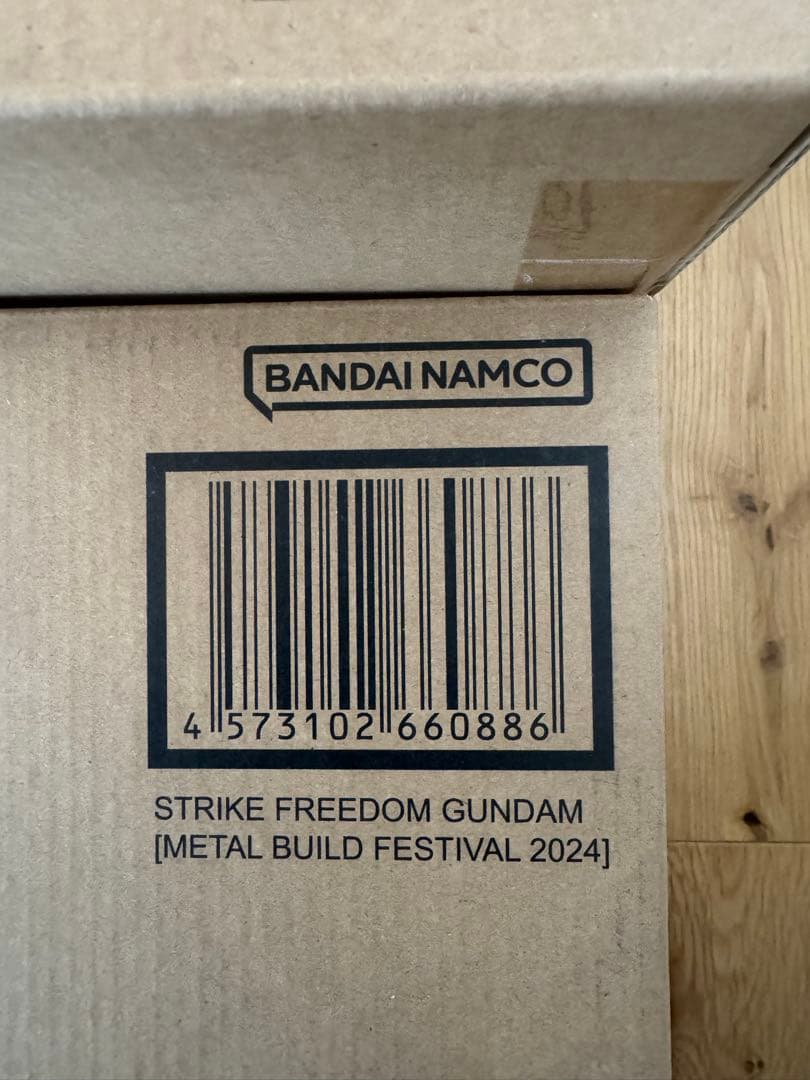 BANDAI NAMCO
4 573102 660886
STRIKE FREEDOM GUNDAM
[METAL BUILD FESTIVAL 2024]